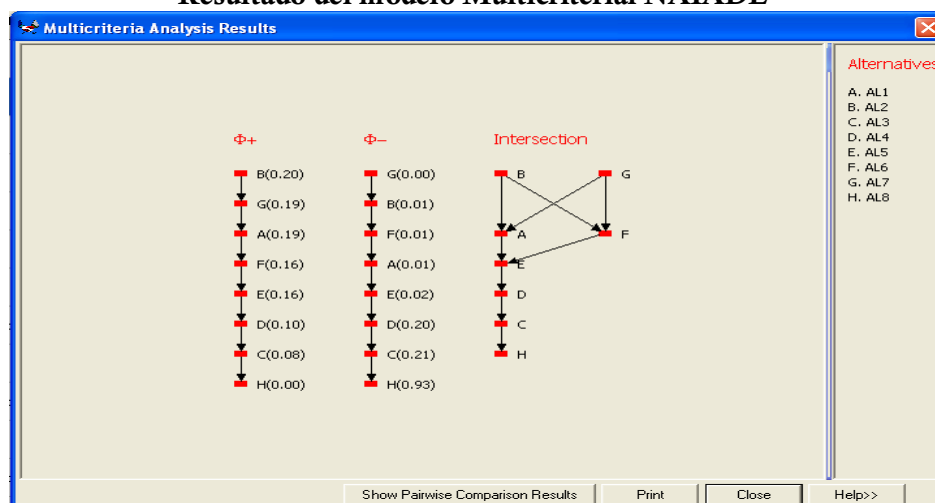 Resultado del modelo Multicriterial NAIADE
Multicriteria Analysis Results
Alternatives
A. AL1
B. AL2
C. AL3
D. AL4
E. AL5
F. AL6
G. AL7
H. AL8
Φ+
B(0.20)
G(0.19)
A(0.19)
F(0.16)
E(0.16)
D(0.10)
C(0.08)
H(0.00)
Φ−
G(0.00)
B(0.01)
F(0.01)
A(0.01)
E(0.02)
D(0.20)
C(0.21)
H(0.93)
Intersection
B G
A F
E
D
C
H
Show Pairwise Comparison Results Print Close Help>>